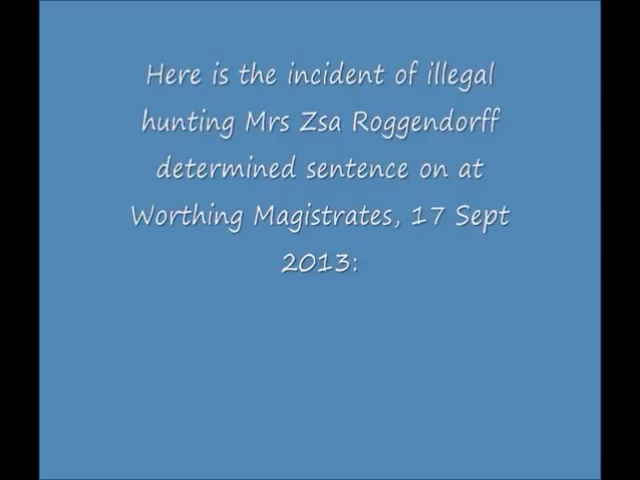 Here is the incident of illegal
hunting Mrs Zsa Roggendorff
determined sentence on at
Worthing Magistrates, 17 Sept
2013: